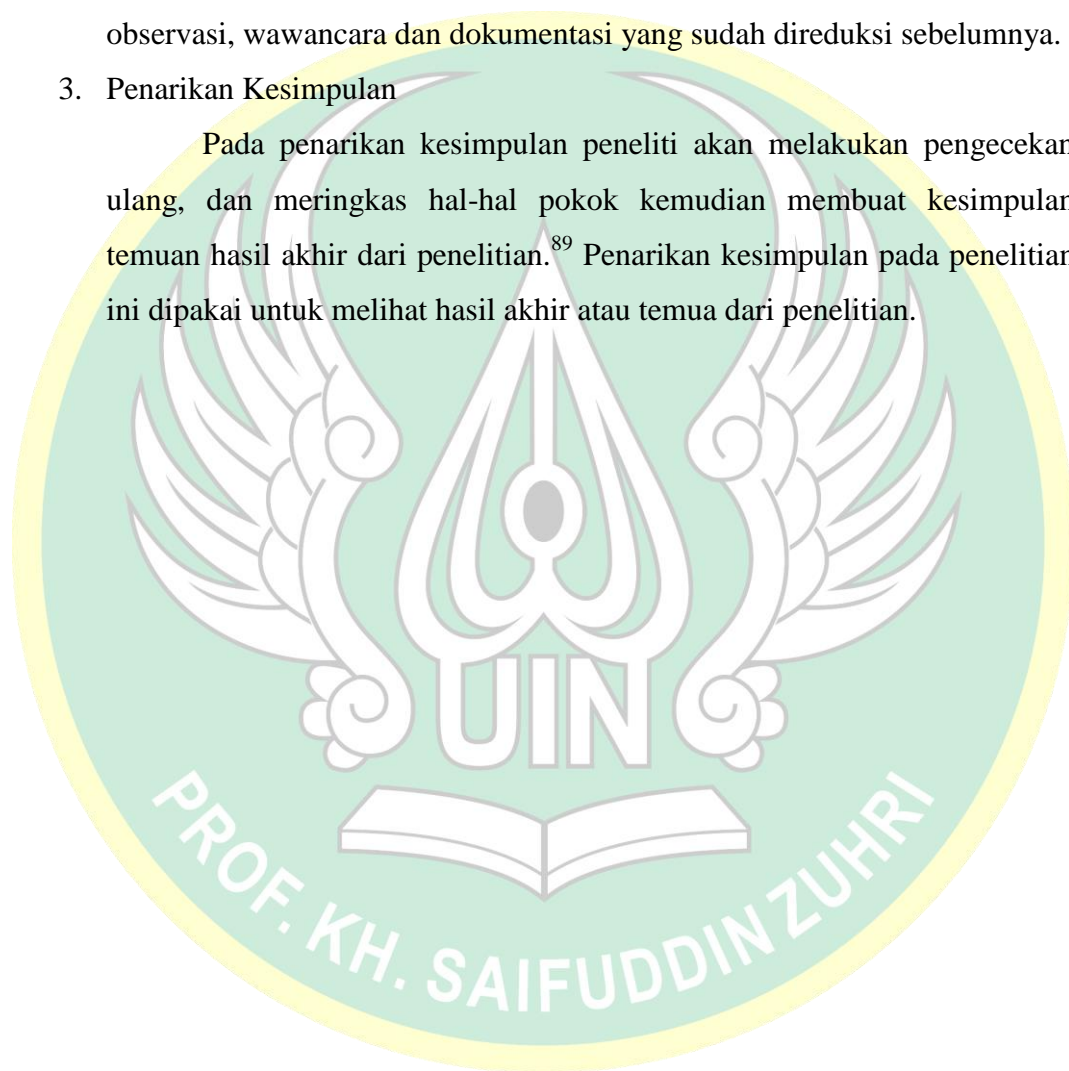 observasi, wawancara dan dokumentasi yang sudah direduksi sebelumnya.
3. Penarikan Kesimpulan
Pada penarikan kesimpulan peneliti akan melakukan pengecekan
ulang, dan meringkas hal-hal pokok kemudian membuat kesimpulan
temuan hasil akhir dari penelitian.89 Penarikan kesimpulan pada penelitian
ini dipakai untuk melihat hasil akhir atau temua dari penelitian.
UIN
PROF. KH. SAIFUDDIN ZUHRI